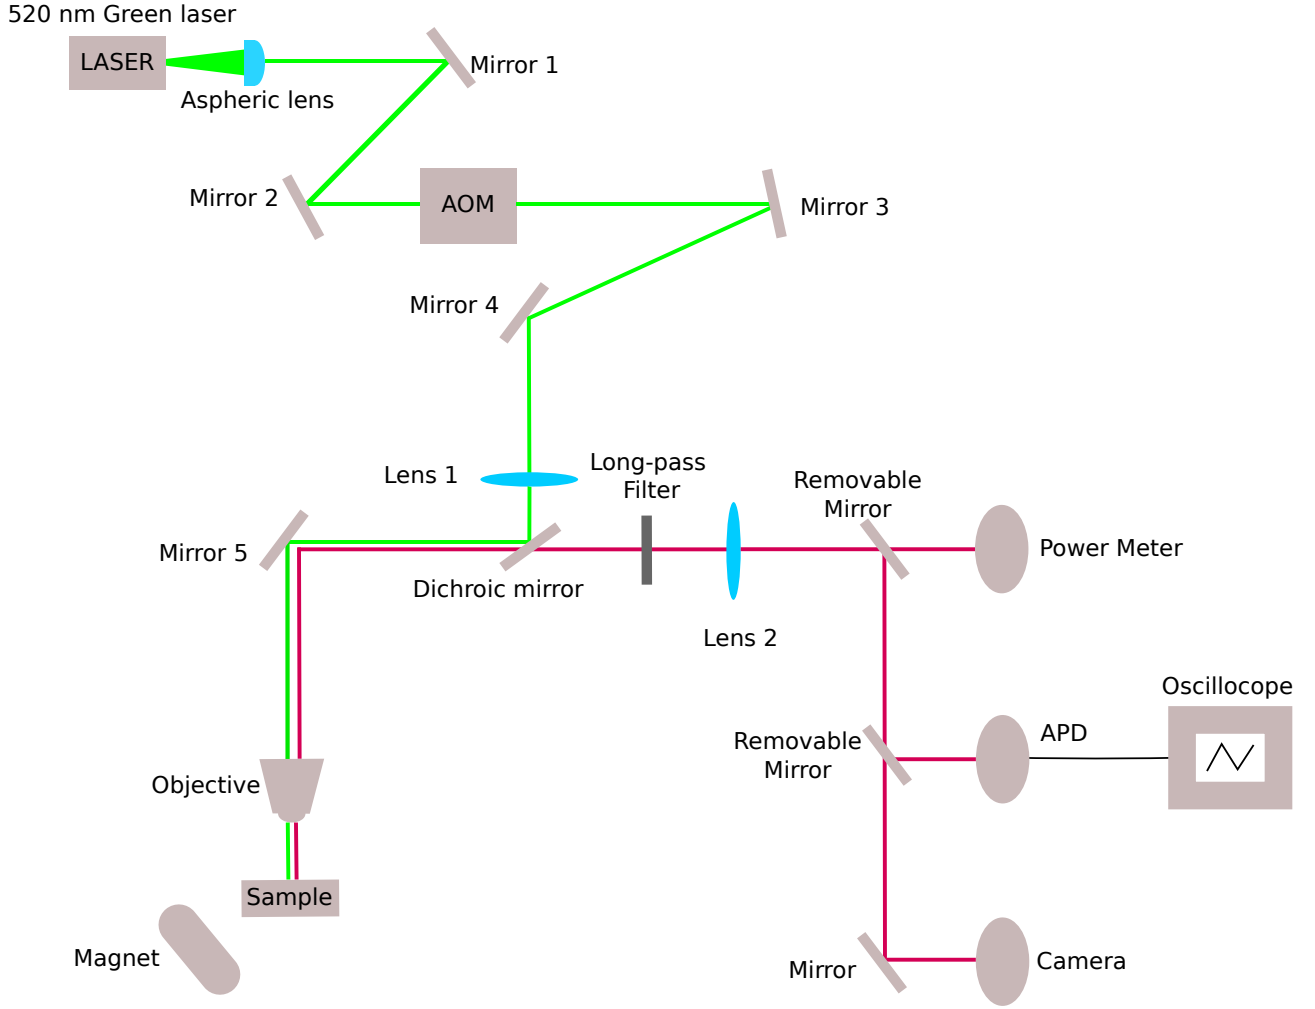 520 nm Green laser
LASER
Aspheric lens
Mirror 1
Mirror 2
AOM
Mirror 3
Mirror 4
Lens 1
Long-pass
Filter
Removable
Mirror
Mirror 5
Dichroic mirror
Power Meter
Lens 2
Oscillocope
Removable
Mirror
APD
Objective
Sample
Magnet
Mirror
Camera